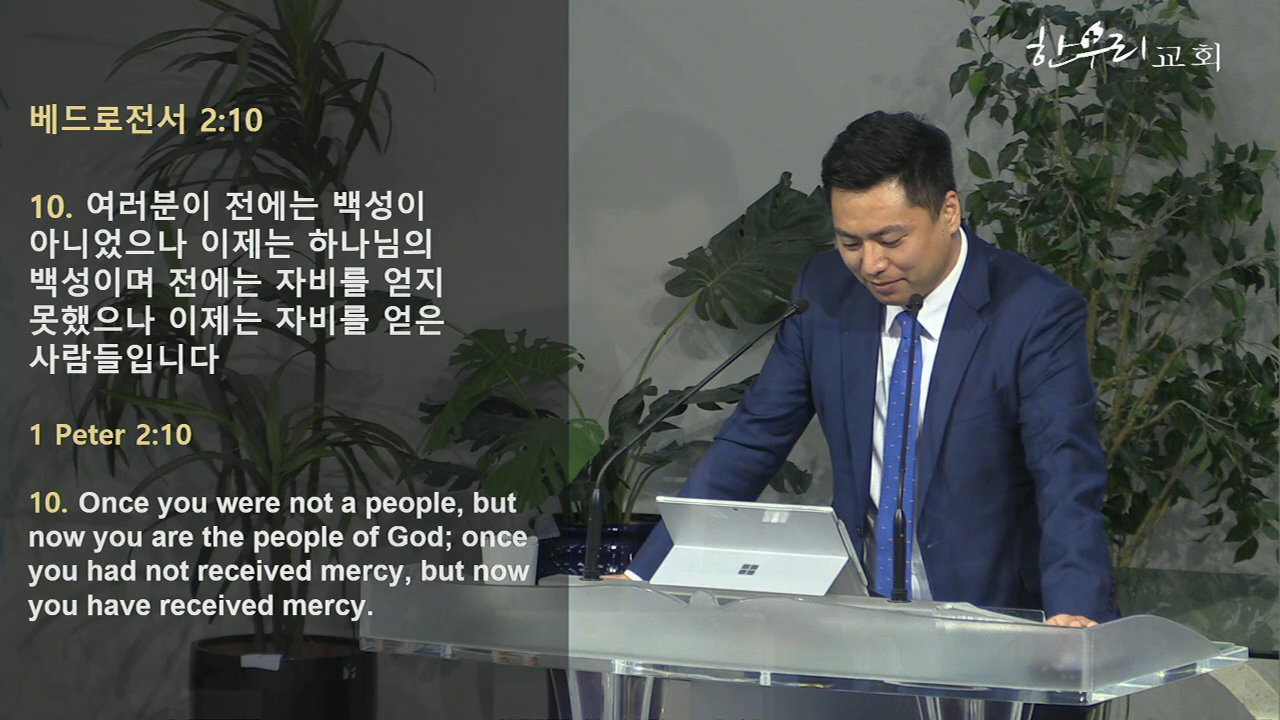 한우리교회
베드로전서 2:10
10. 여러분이 전에는 백성이
아니었으나 이제는 하나님의
백성이며 전에는 자비를 얻지
못했으나 이제는 자비를 얻은
사람들입니다
1 Peter 2:10
10. Once you were not a people, but
now you are the people of God; once
you had not received mercy, but now
you have received mercy.